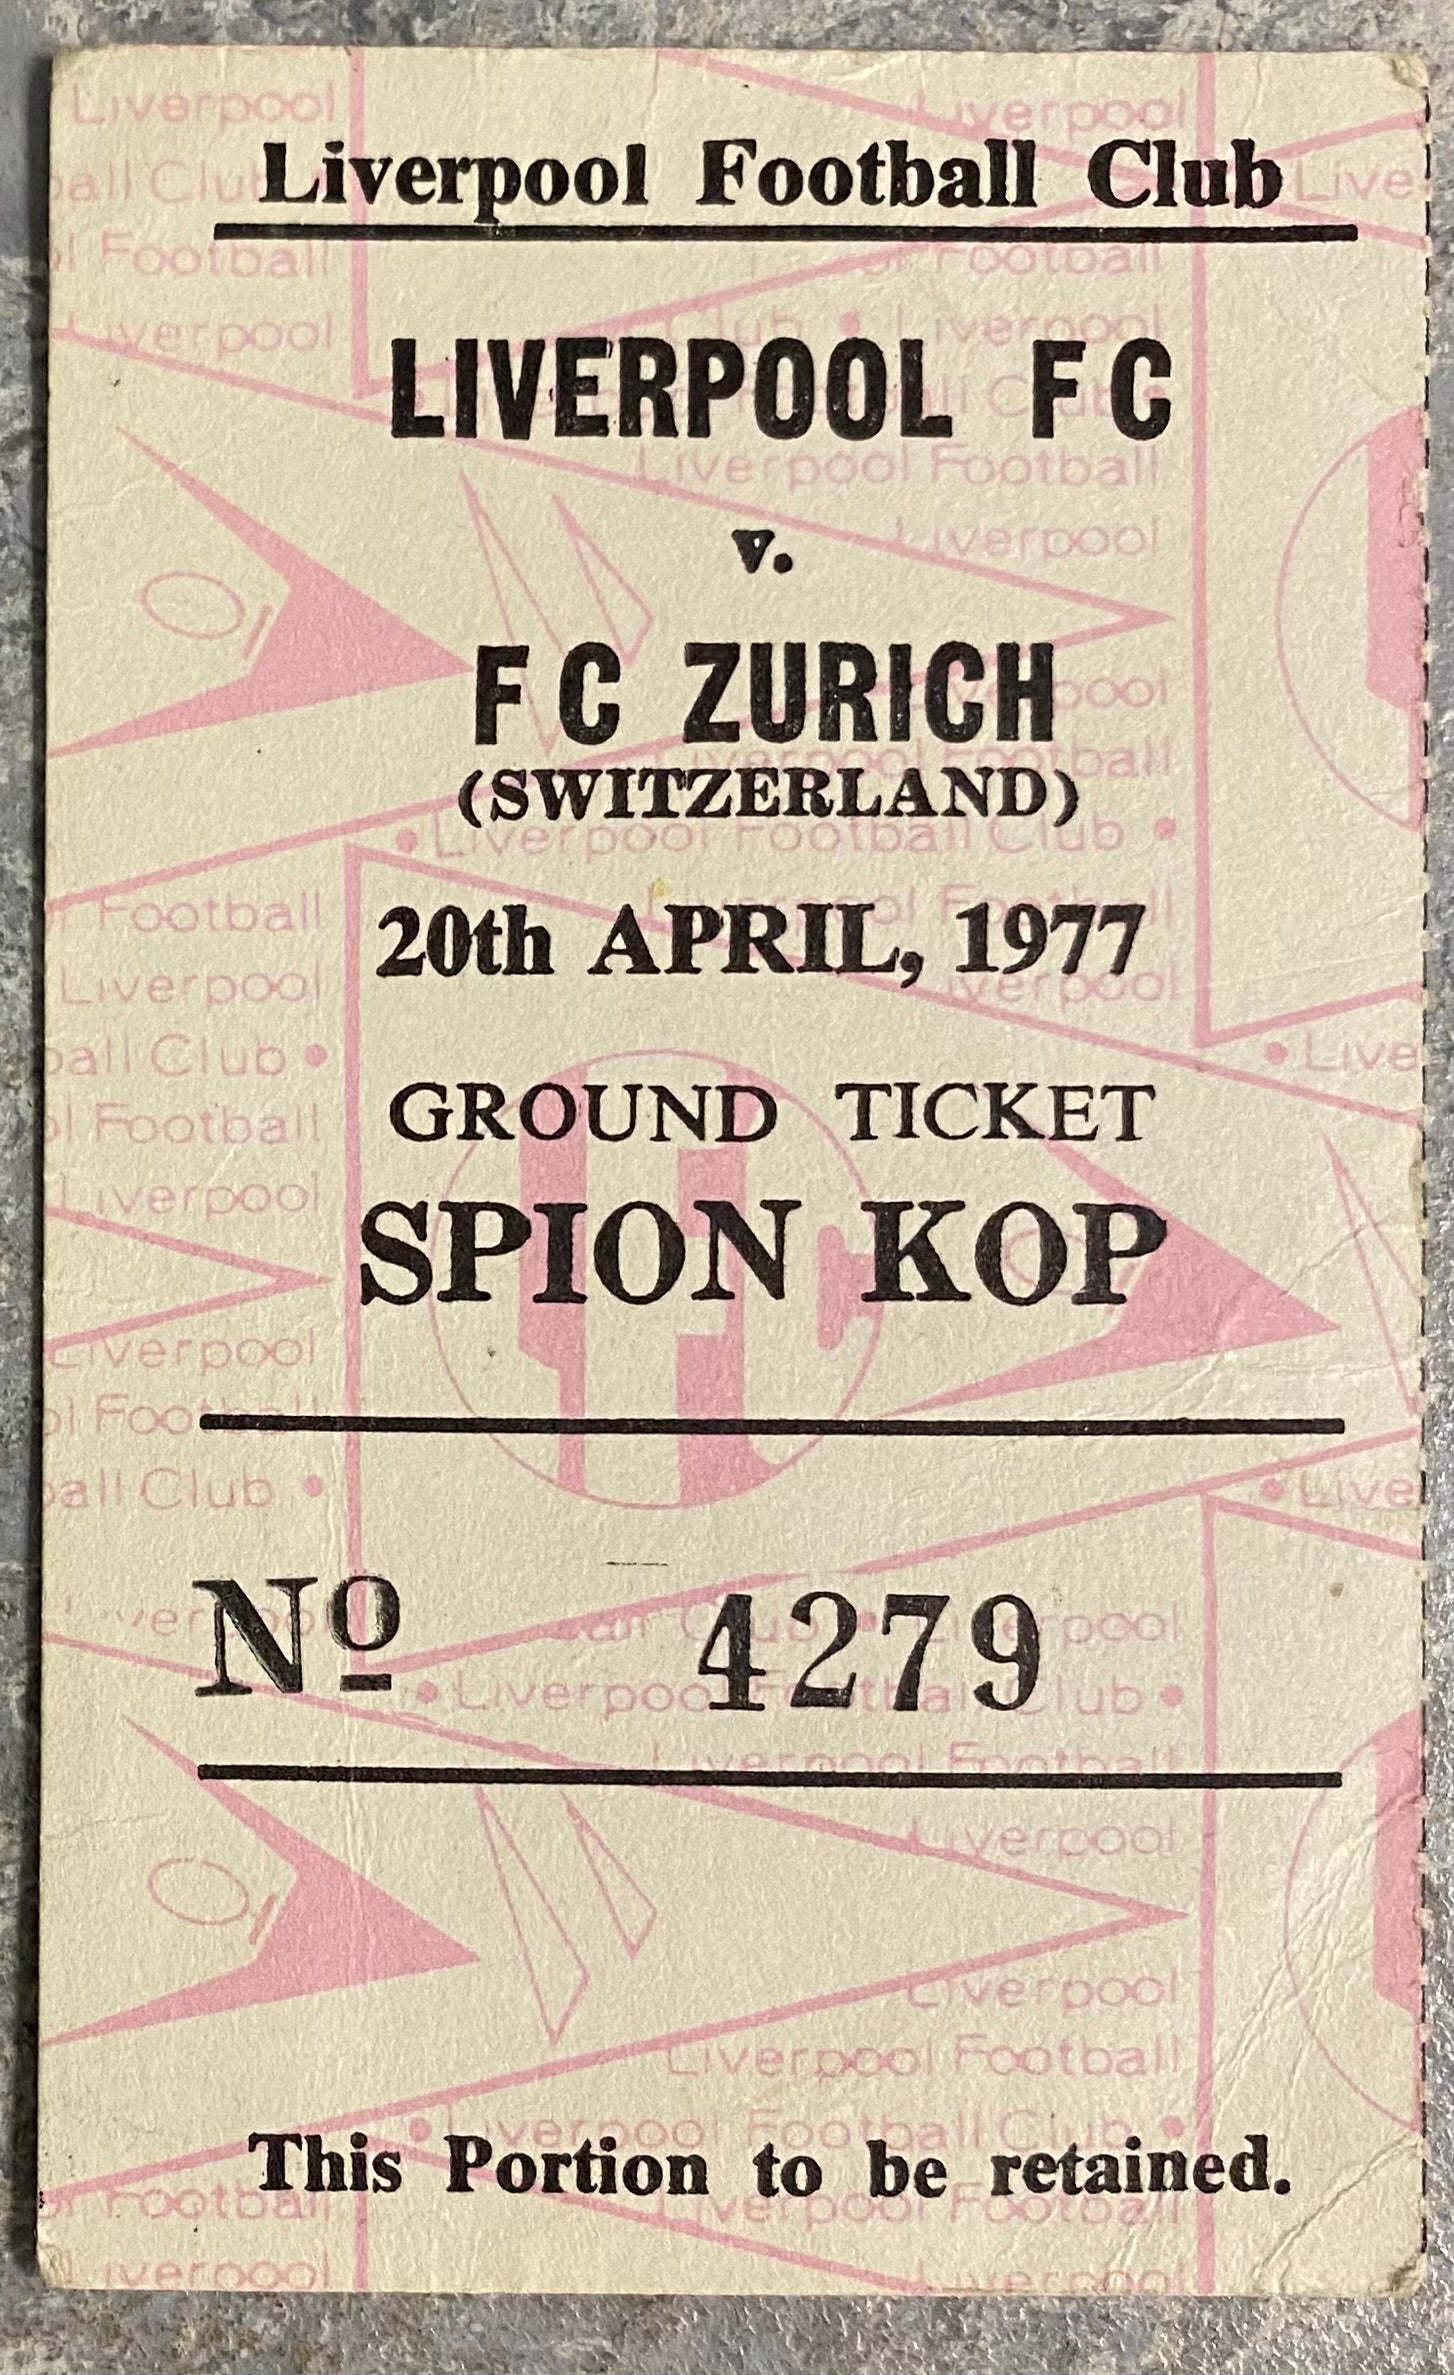 Liverpool Football Club
LIVERPOOL FC
v.
FC ZURICH
(SWITZERLAND)
20th APRIL, 1977
GROUND TICKET
SPION KOP
Nº 4279
This Portion to be retained.